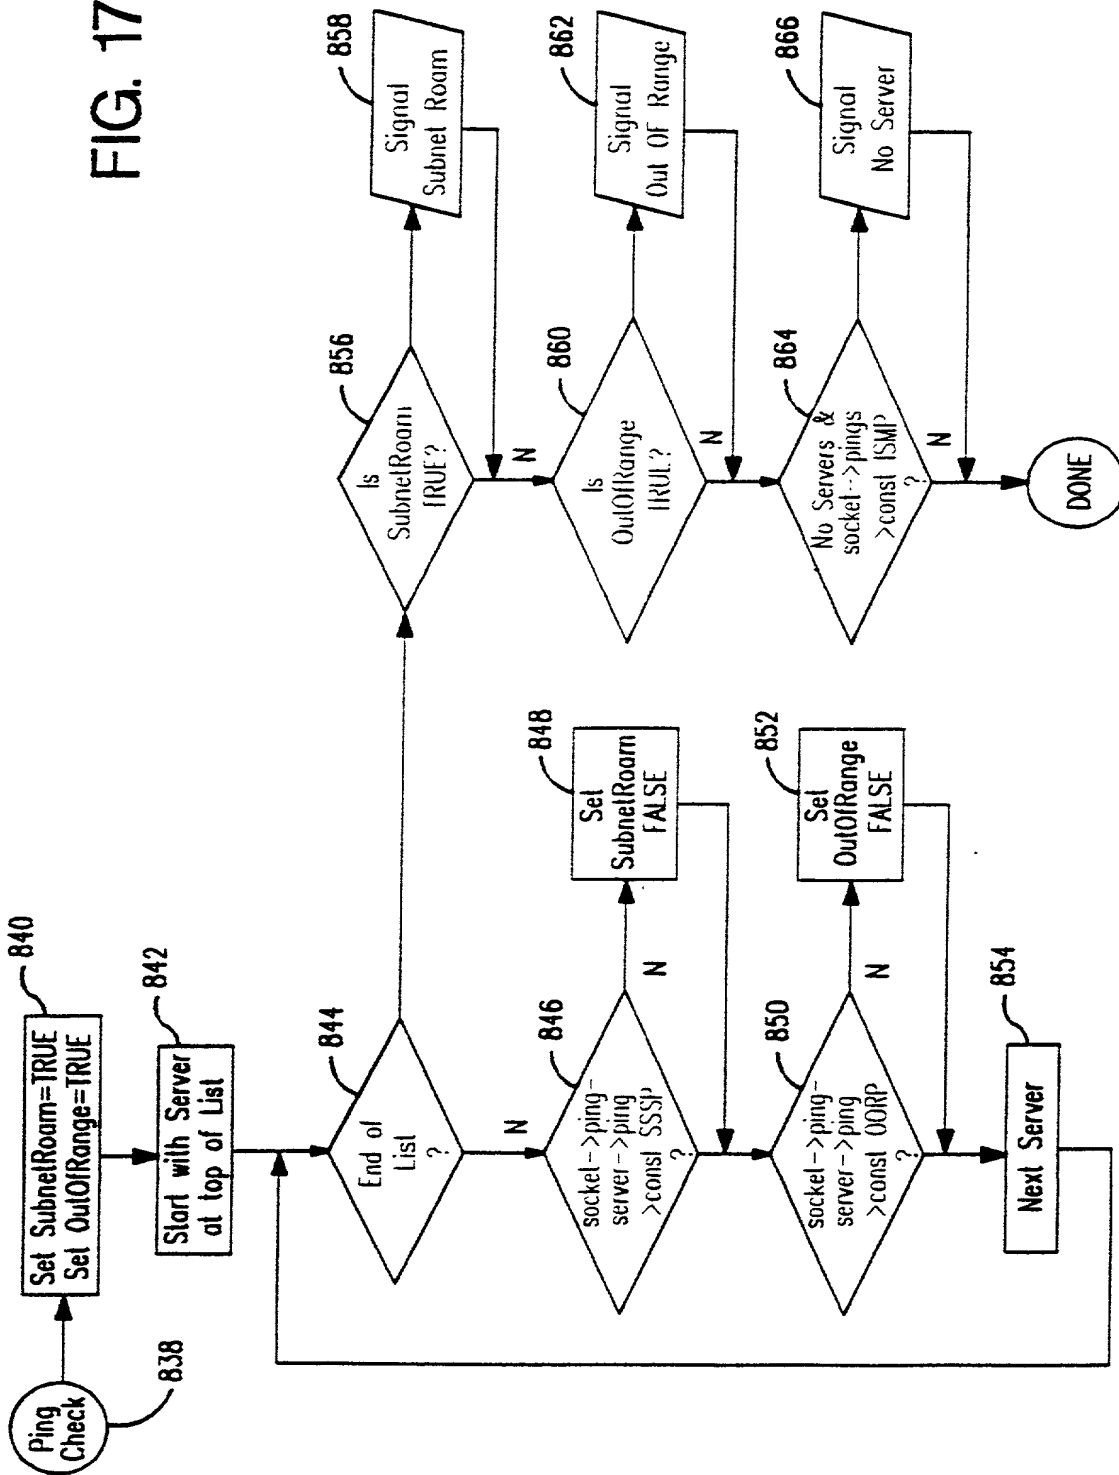 FIG. 17
Ping
Check
838
Set SubnetRoam=TRUE
Set OutOfRange=TRUE
840
Start with Server
at top of List
842
End of
List
?
844
N
socket->ping-
server->ping
>const SSSP
?
846
N
Set
SubnetRoam
FALSE
848
socket->ping-
server->ping
>const OORP
?
850
N
Set
OutOfRange
FALSE
852
Next Server
854
Is
SubnetRoam
TRUE?
856
N
Signal
Subnet Roam
858
Is
OutOfRange
TRUE?
860
N
Signal
Out OF Range
862
No Servers &
socket->pings
>const ISMP
?
864
N
Signal
No Server
866
DONE